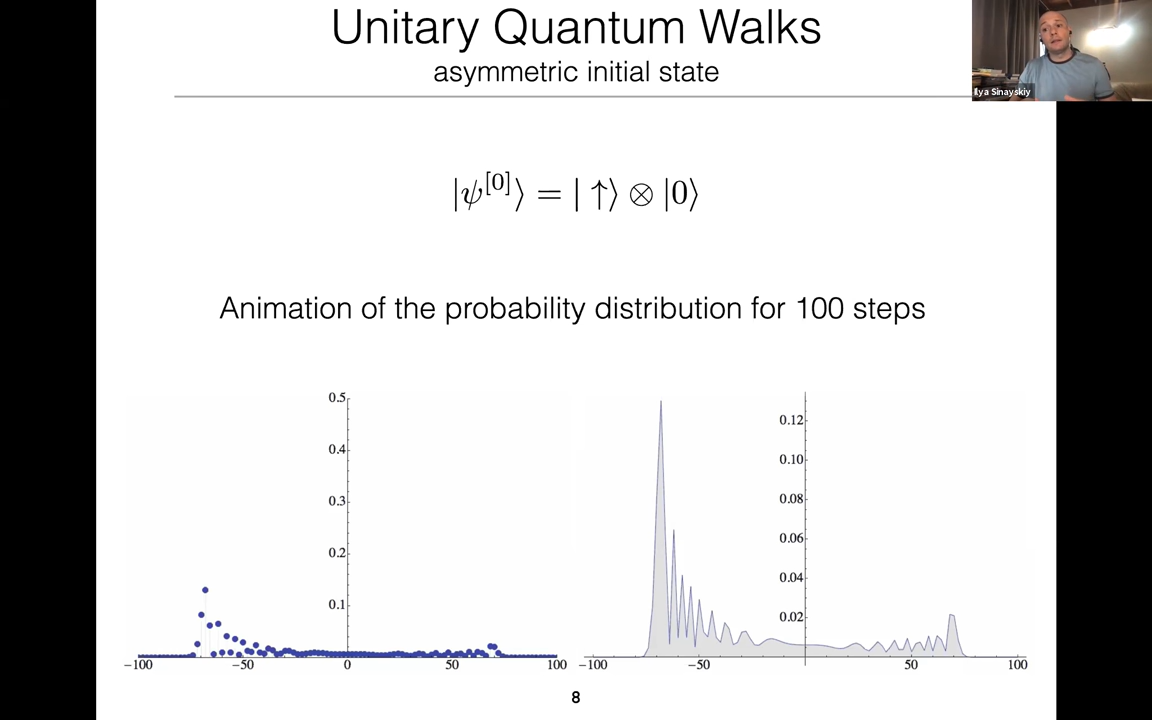 Unitary Quantum Walks
asymmetric initial state
Ilya Sinayskiy
|ψ^[0]⟩ = |↑⟩ ⊗ |0⟩
Animation of the probability distribution for 100 steps
0.5
0.4
0.3
0.2
0.1
−100 −50 0 50 100
0.12
0.10
0.08
0.06
0.04
0.02
−100 −50 0 50 100
8